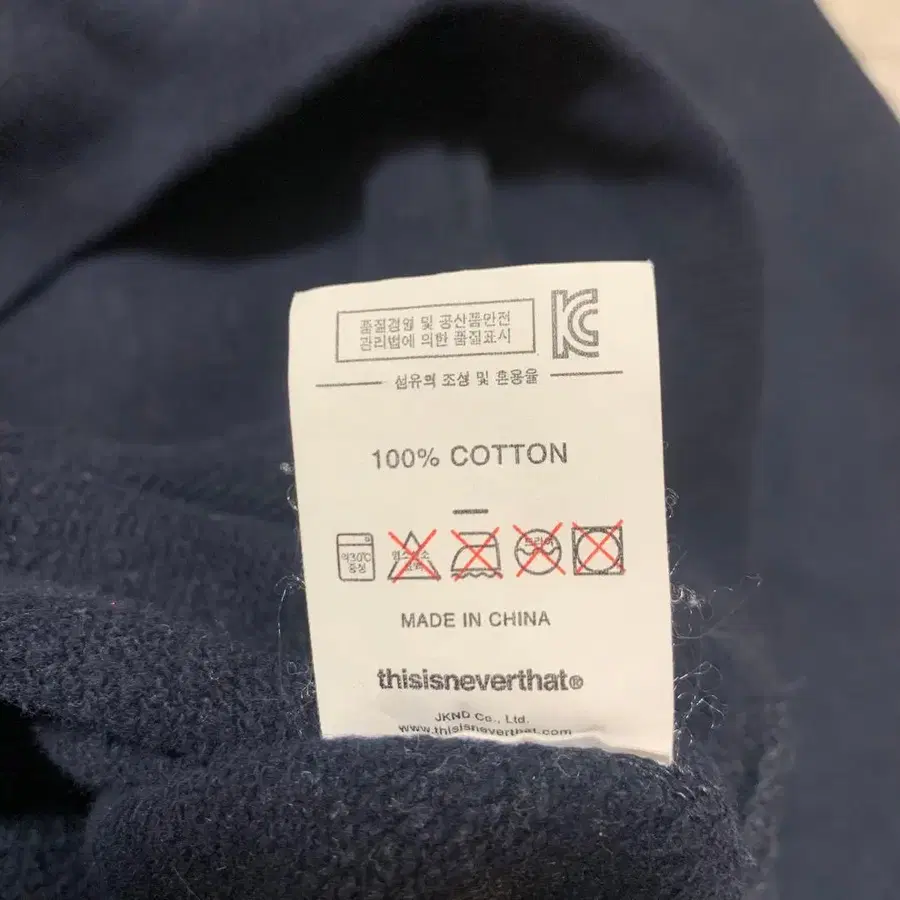 품질경영 및 공산품안전
관리법에 의한 품질표시
KC
섬유의 조성 및 혼용율
100% COTTON
약30℃
중성
MADE IN CHINA
thisisneverthat®
JKND Co., Ltd.
www.thisisneverthat.com